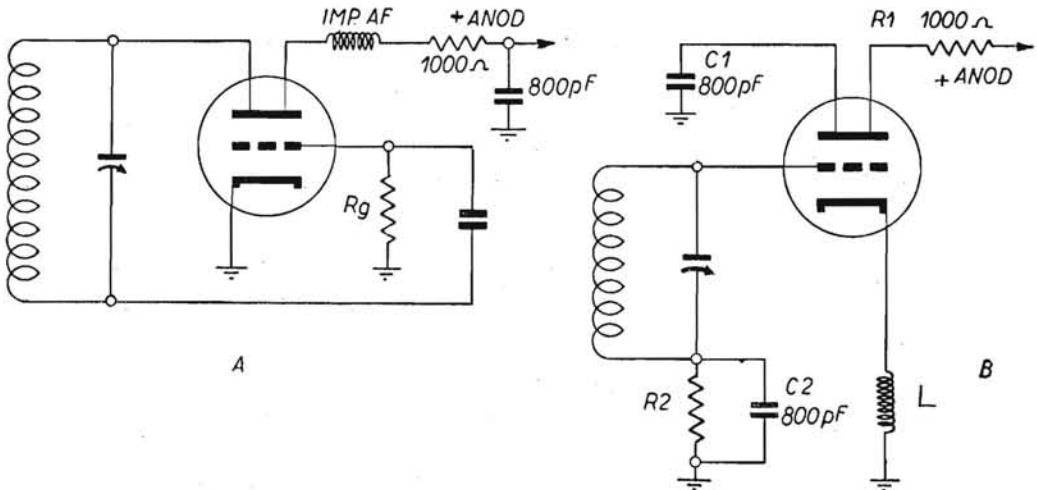 IMP. AF
+ ANOD
1000 Ω
800pF
Rg
A
C1
800pF
R1
1000 Ω
+ ANOD
R2
C2
800pF
L
B